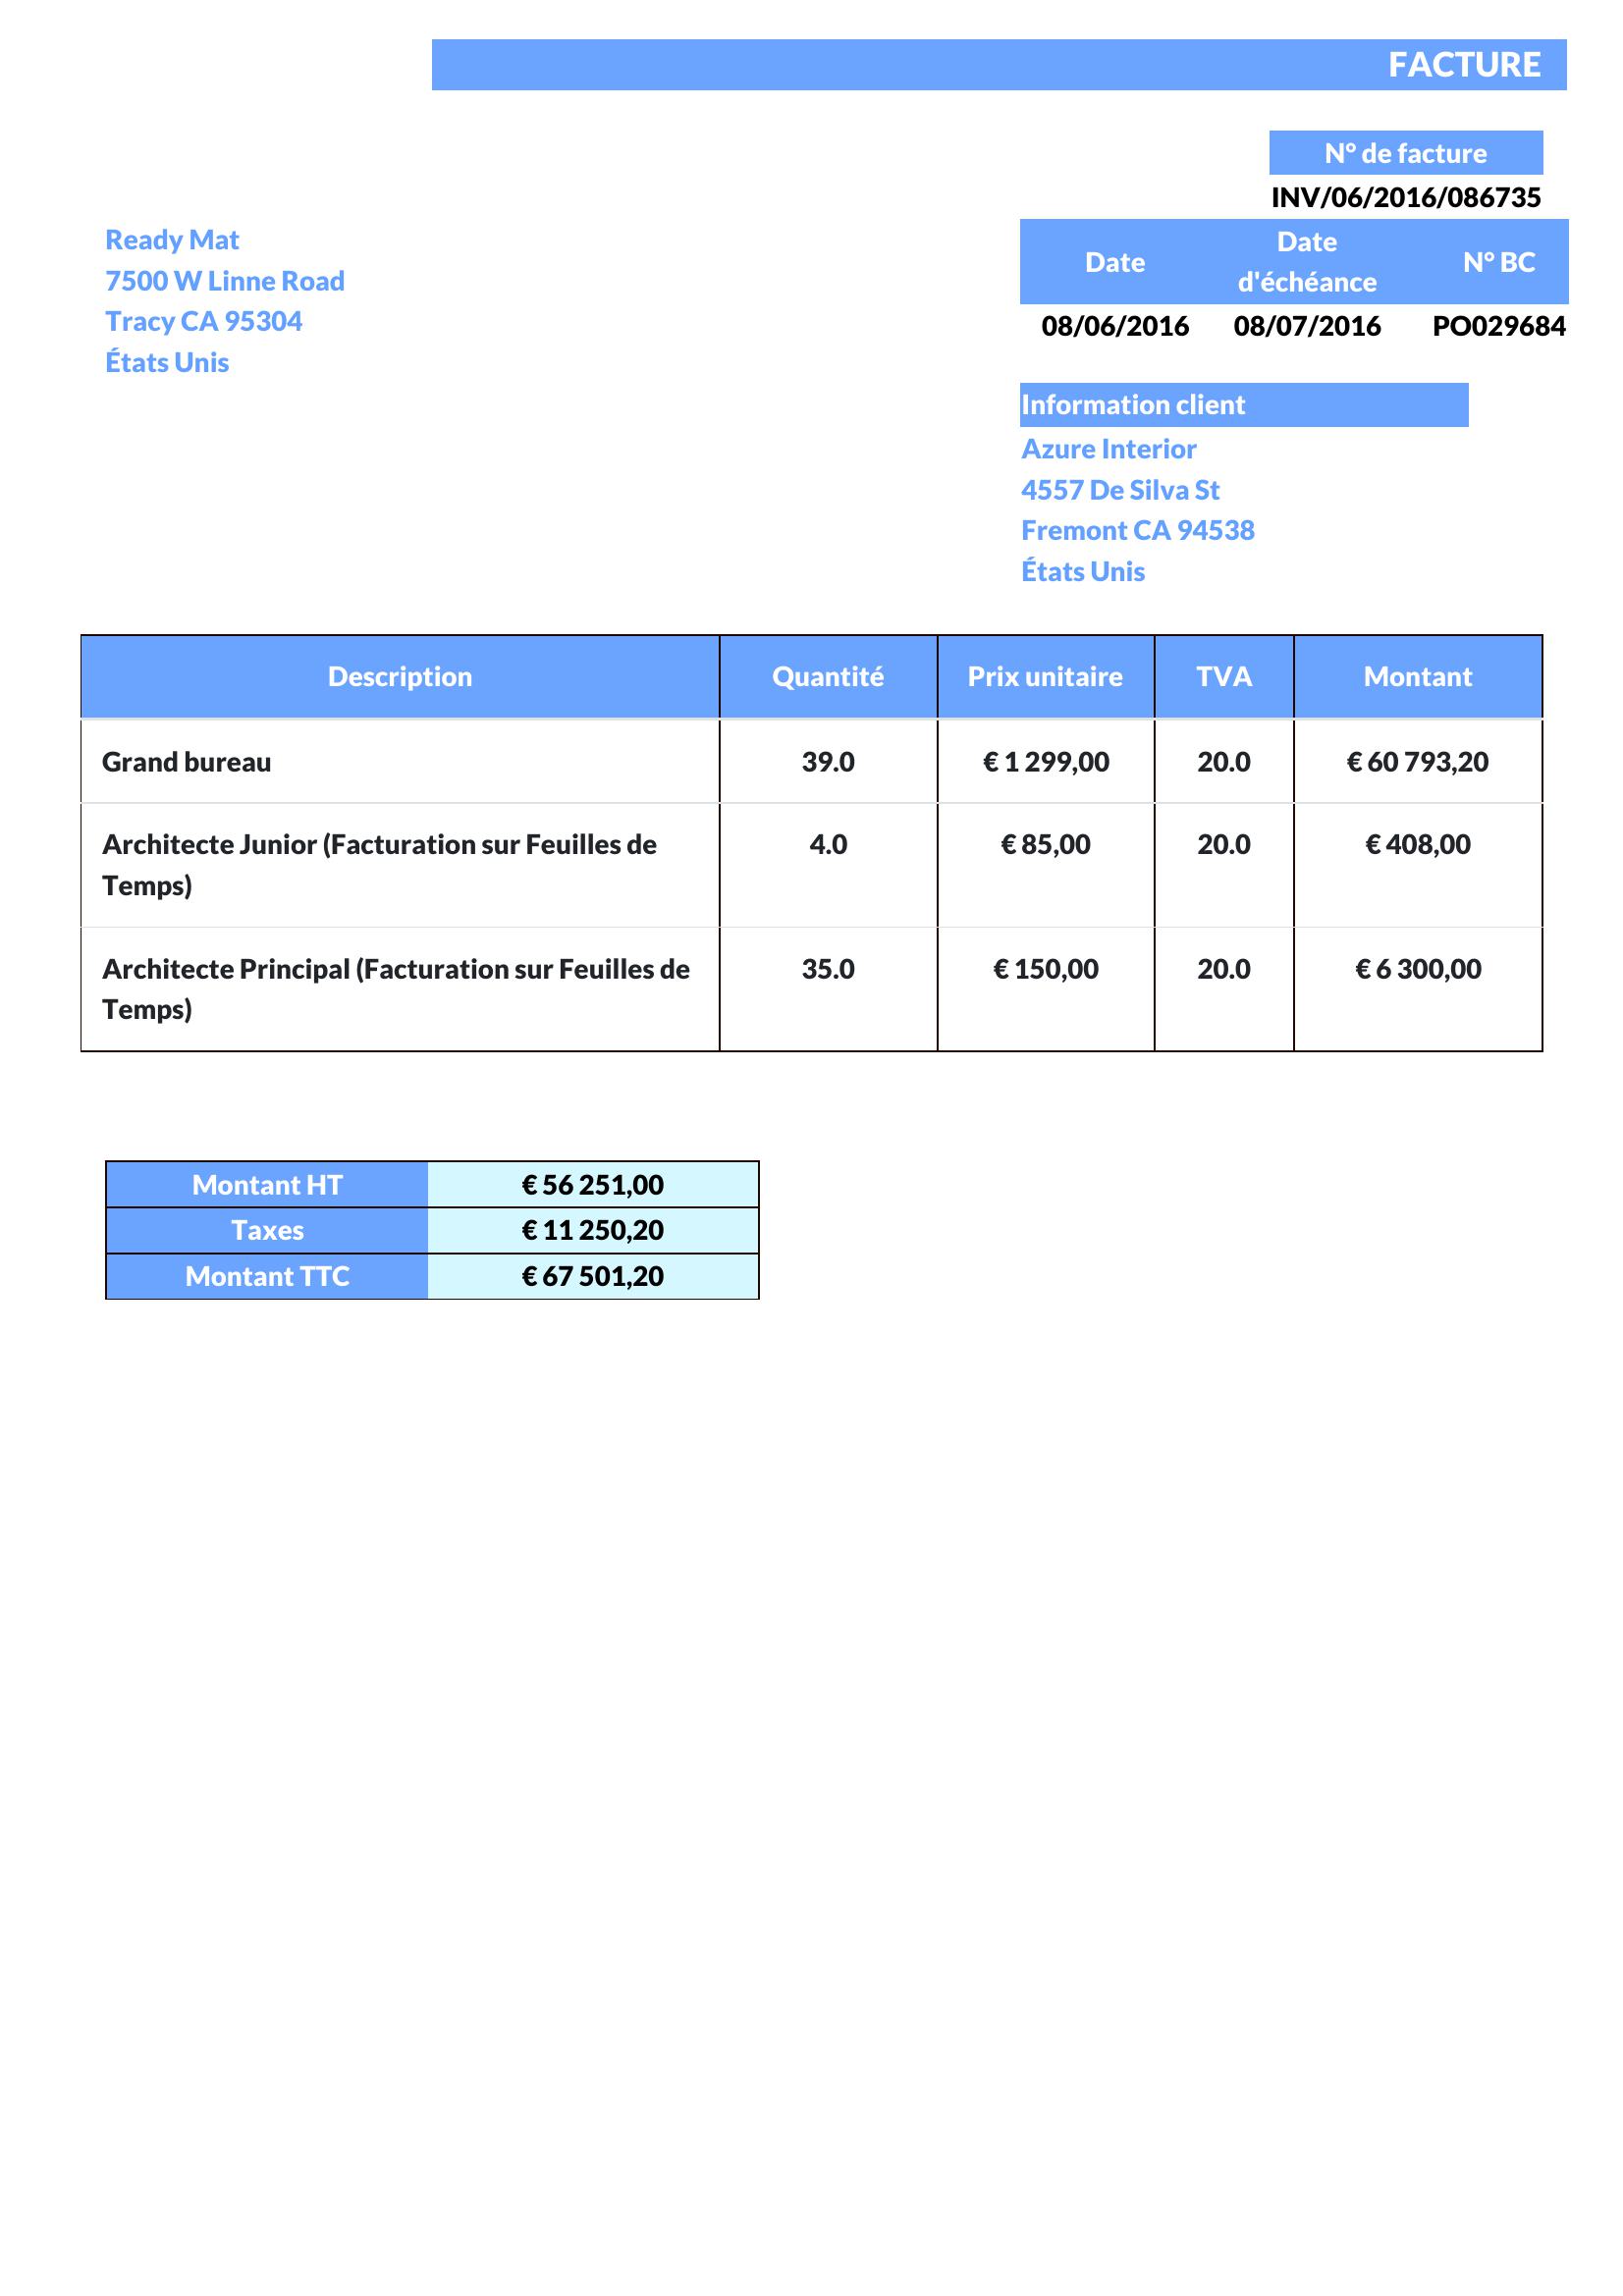 FACTURE
N° de facture
INV/06/2016/086735
Ready Mat
7500 W Linne Road
Tracy CA 95304
États Unis
Date Date d'échéance N° BC
08/06/2016 08/07/2016 PO029684
Information client
Azure Interior
4557 De Silva St
Fremont CA 94538
États Unis
Description Quantité Prix unitaire TVA Montant
Grand bureau 39.0 € 1 299,00 20.0 € 60 793,20
Architecte Junior (Facturation sur Feuilles de 4.0 € 85,00 20.0 € 408,00
Temps)
Architecte Principal (Facturation sur Feuilles de 35.0 € 150,00 20.0 € 6 300,00
Temps)
Montant HT € 56 251,00
Taxes € 11 250,20
Montant TTC € 67 501,20